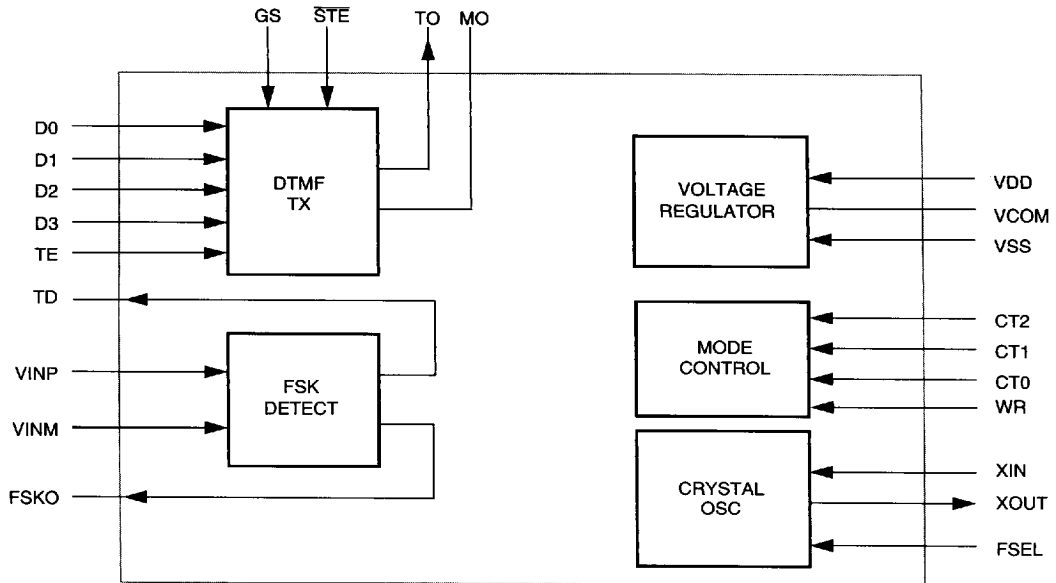 GS S̅T̅E̅ TO MO
D0
D1
D2
D3
TE
TD
VINP
VINM
FSKO
DTMF
TX
FSK
DETECT
VOLTAGE
REGULATOR
VDD
VCOM
VSS
MODE
CONTROL
CT2
CT1
CT0
WR
CRYSTAL
OSC
XIN
XOUT
FSEL